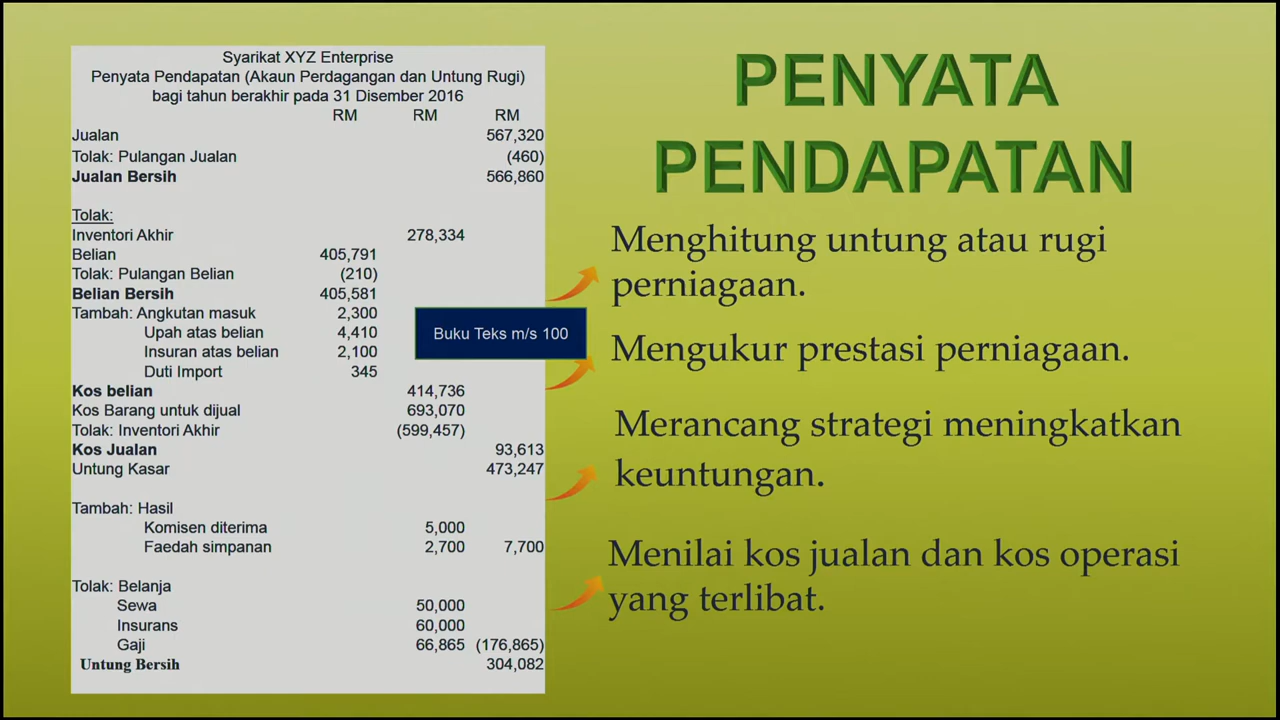 Syarikat XYZ Enterprise
Penyata Pendapatan (Akaun Perdagangan dan Untung Rugi)
bagi tahun berakhir pada 31 Disember 2016
RM RM RM
Jualan 567,320
Tolak: Pulangan Jualan (460)
Jualan Bersih 566,860
Tolak:
Inventori Akhir 278,334
Belian 405,791
Tolak: Pulangan Belian (210)
Belian Bersih 405,581
Tambah: Angkutan masuk 2,300
Upah atas belian 4,410
Insuran atas belian 2,100
Duti Import 345
Kos belian 414,736
Kos Barang untuk dijual 693,070
Tolak: Inventori Akhir (599,457)
Kos Jualan 93,613
Untung Kasar 473,247
Tambah: Hasil
Komisen diterima 5,000
Faedah simpanan 2,700 7,700
Tolak: Belanja
Sewa 50,000
Insurans 60,000
Gaji 66,865 (176,865)
Untung Bersih 304,082
Buku Teks m/s 100
PENYATA
PENDAPATAN
Menghitung untung atau rugi
perniagaan.
Mengukur prestasi perniagaan.
Merancang strategi meningkatkan
keuntungan.
Menilai kos jualan dan kos operasi
yang terlibat.